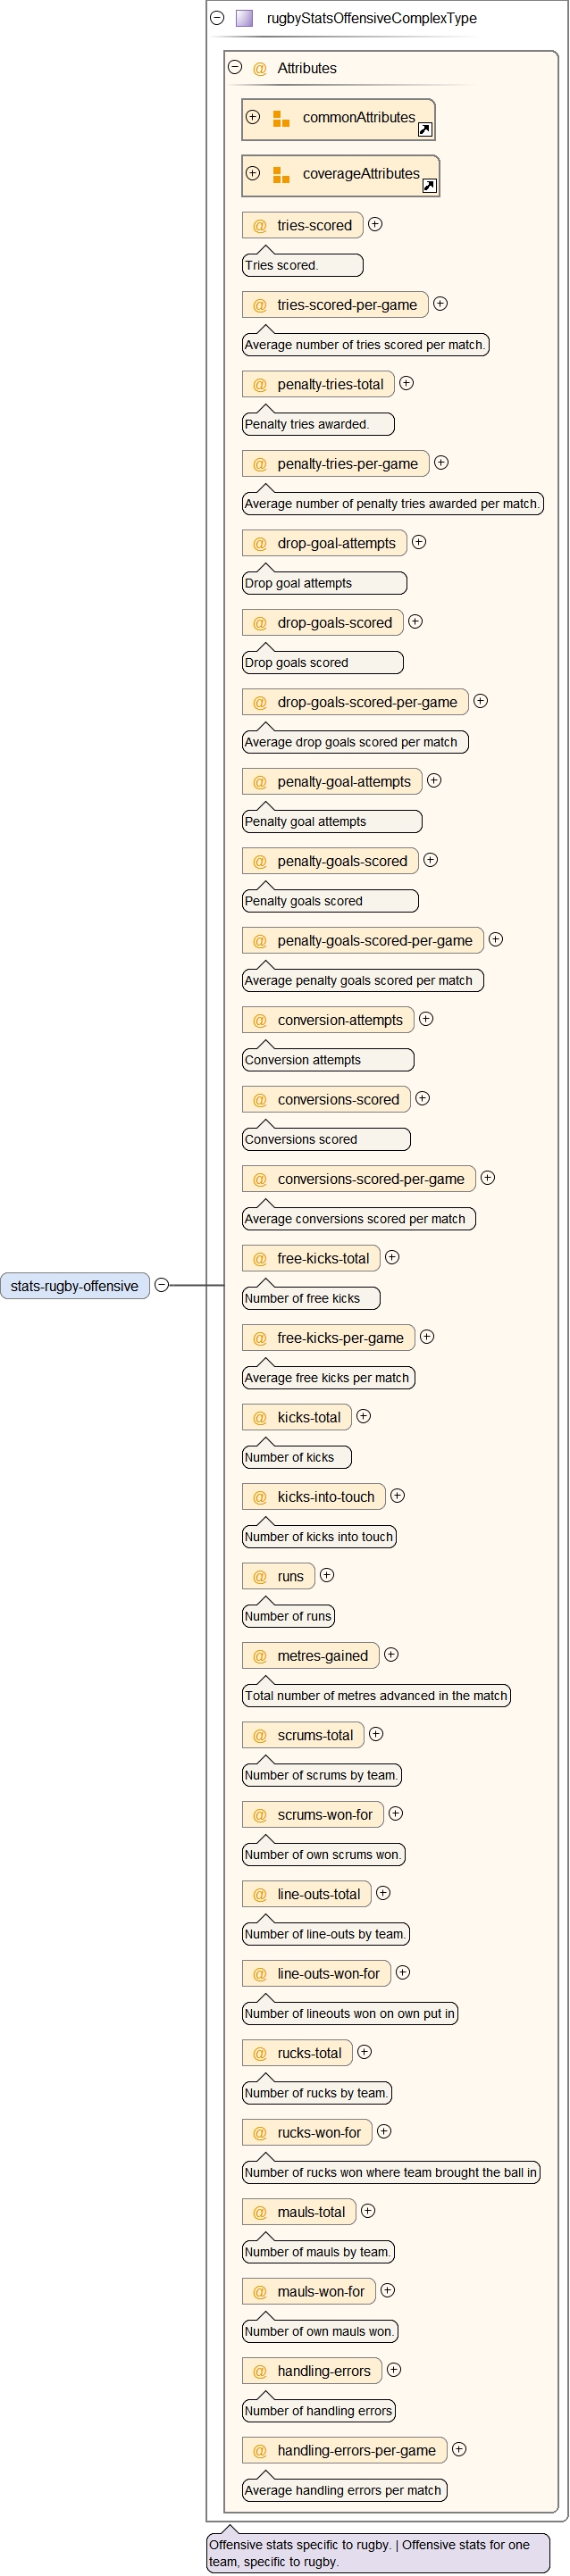 rugbyStatsOffensiveComplexType
@ Attributes
commonAttributes
coverageAttributes
@ tries-scored
Tries scored.
@ tries-scored-per-game
Average number of tries scored per match.
@ penalty-tries-total
Penalty tries awarded.
@ penalty-tries-per-game
Average number of penalty tries awarded per match.
@ drop-goal-attempts
Drop goal attempts
@ drop-goals-scored
Drop goals scored
@ drop-goals-scored-per-game
Average drop goals scored per match
@ penalty-goal-attempts
Penalty goal attempts
@ penalty-goals-scored
Penalty goals scored
@ penalty-goals-scored-per-game
Average penalty goals scored per match
@ conversion-attempts
Conversion attempts
@ conversions-scored
Conversions scored
@ conversions-scored-per-game
Average conversions scored per match
@ free-kicks-total
stats-rugby-offensive
Number of free kicks
@ free-kicks-per-game
Average free kicks per match
@ kicks-total
Number of kicks
@ kicks-into-touch
Number of kicks into touch
@ runs
Number of runs
@ metres-gained
Total number of metres advanced in the match
@ scrums-total
Number of scrums by team.
@ scrums-won-for
Number of own scrums won.
@ line-outs-total
Number of line-outs by team.
@ line-outs-won-for
Number of lineouts won on own put in
@ rucks-total
Number of rucks by team.
@ rucks-won-for
Number of rucks won where team brought the ball in
@ mauls-total
Number of mauls by team.
@ mauls-won-for
Number of own mauls won.
@ handling-errors
Number of handling errors
@ handling-errors-per-game
Average handling errors per match
Offensive stats specific to rugby. | Offensive stats for one
team, specific to rugby.